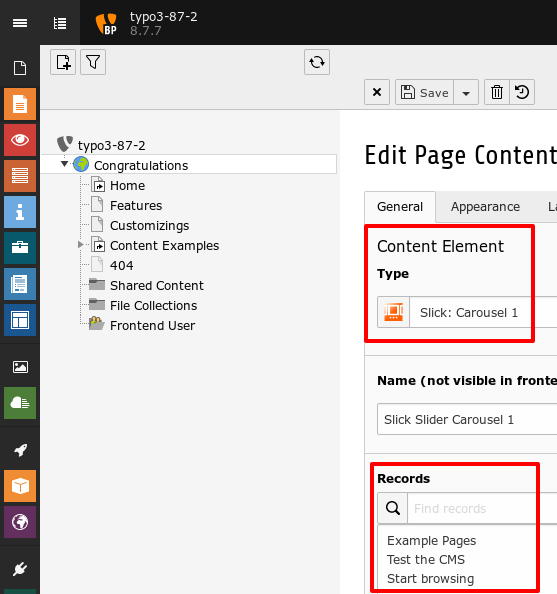 typo3-87-2
BP
8.7.7
Save
typo3-87-2
Congratulations
Home
Features
Customizings
Content Examples
404
Shared Content
File Collections
Frontend User
Edit Page Content
General
Appearance
La
Content Element
Type
Slick: Carousel 1
Name (not visible in fronte
Slick Slider Carousel 1
Records
Find records
Example Pages
Test the CMS
Start browsing